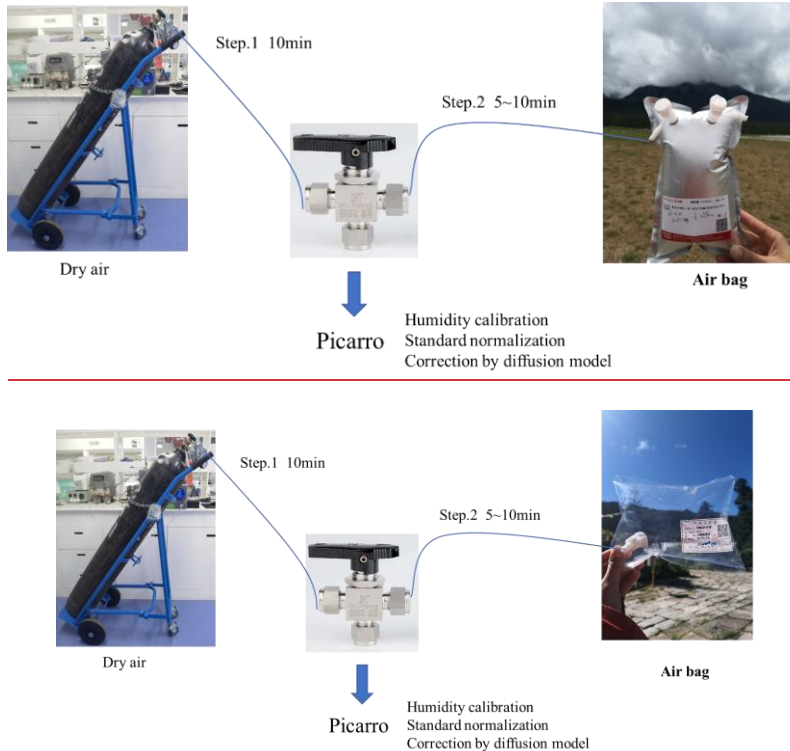 Step.1 10min
Step.2 5~10min
Dry air
Air bag
Picarro
Humidity calibration
Standard normalization
Correction by diffusion model
Step.1 10min
Step.2 5~10min
Dry air
Air bag
Picarro
Humidity calibration
Standard normalization
Correction by diffusion model